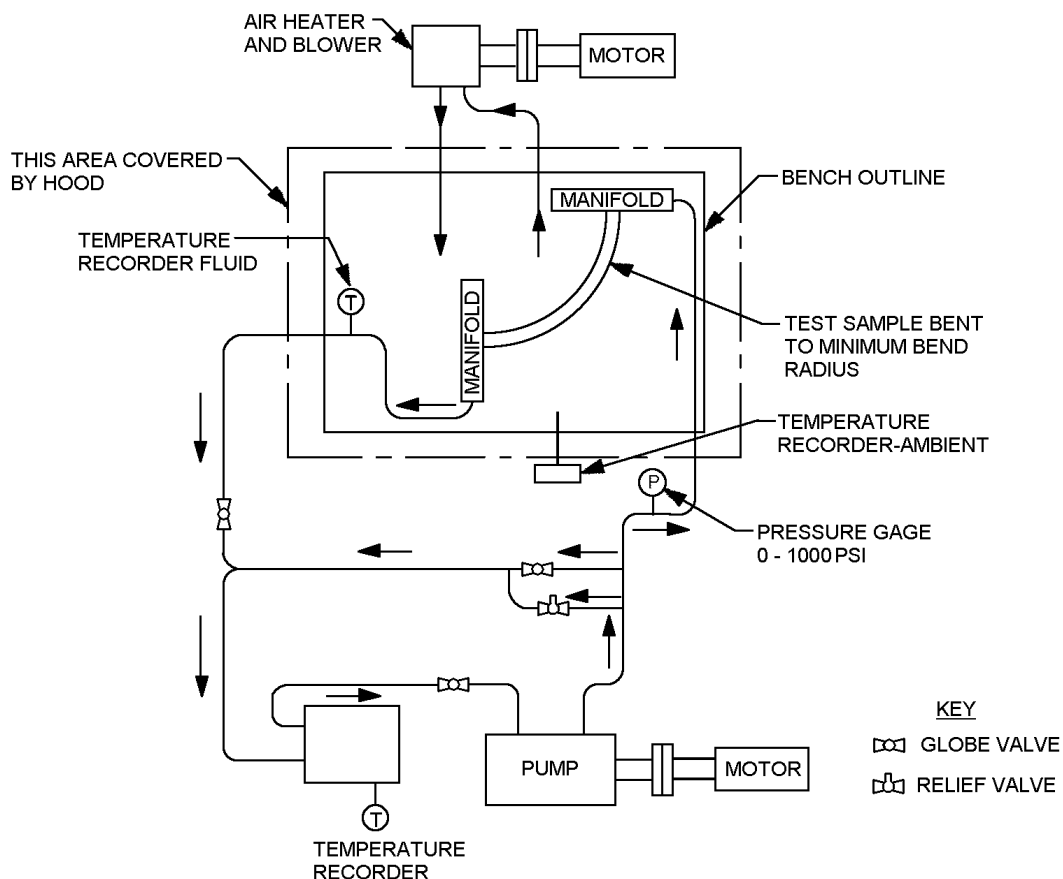 AIR HEATER
AND BLOWER
MOTOR
THIS AREA COVERED
BY HOOD
MANIFOLD
BENCH OUTLINE
TEMPERATURE
RECORDER FLUID
T
MANIFOLD
TEST SAMPLE BENT
TO MINIMUM BEND
RADIUS
TEMPERATURE
RECORDER-AMBIENT
P
PRESSURE GAGE
0 - 1000 PSI
PUMP
MOTOR
T
TEMPERATURE
RECORDER
KEY
GLOBE VALVE
RELIEF VALVE